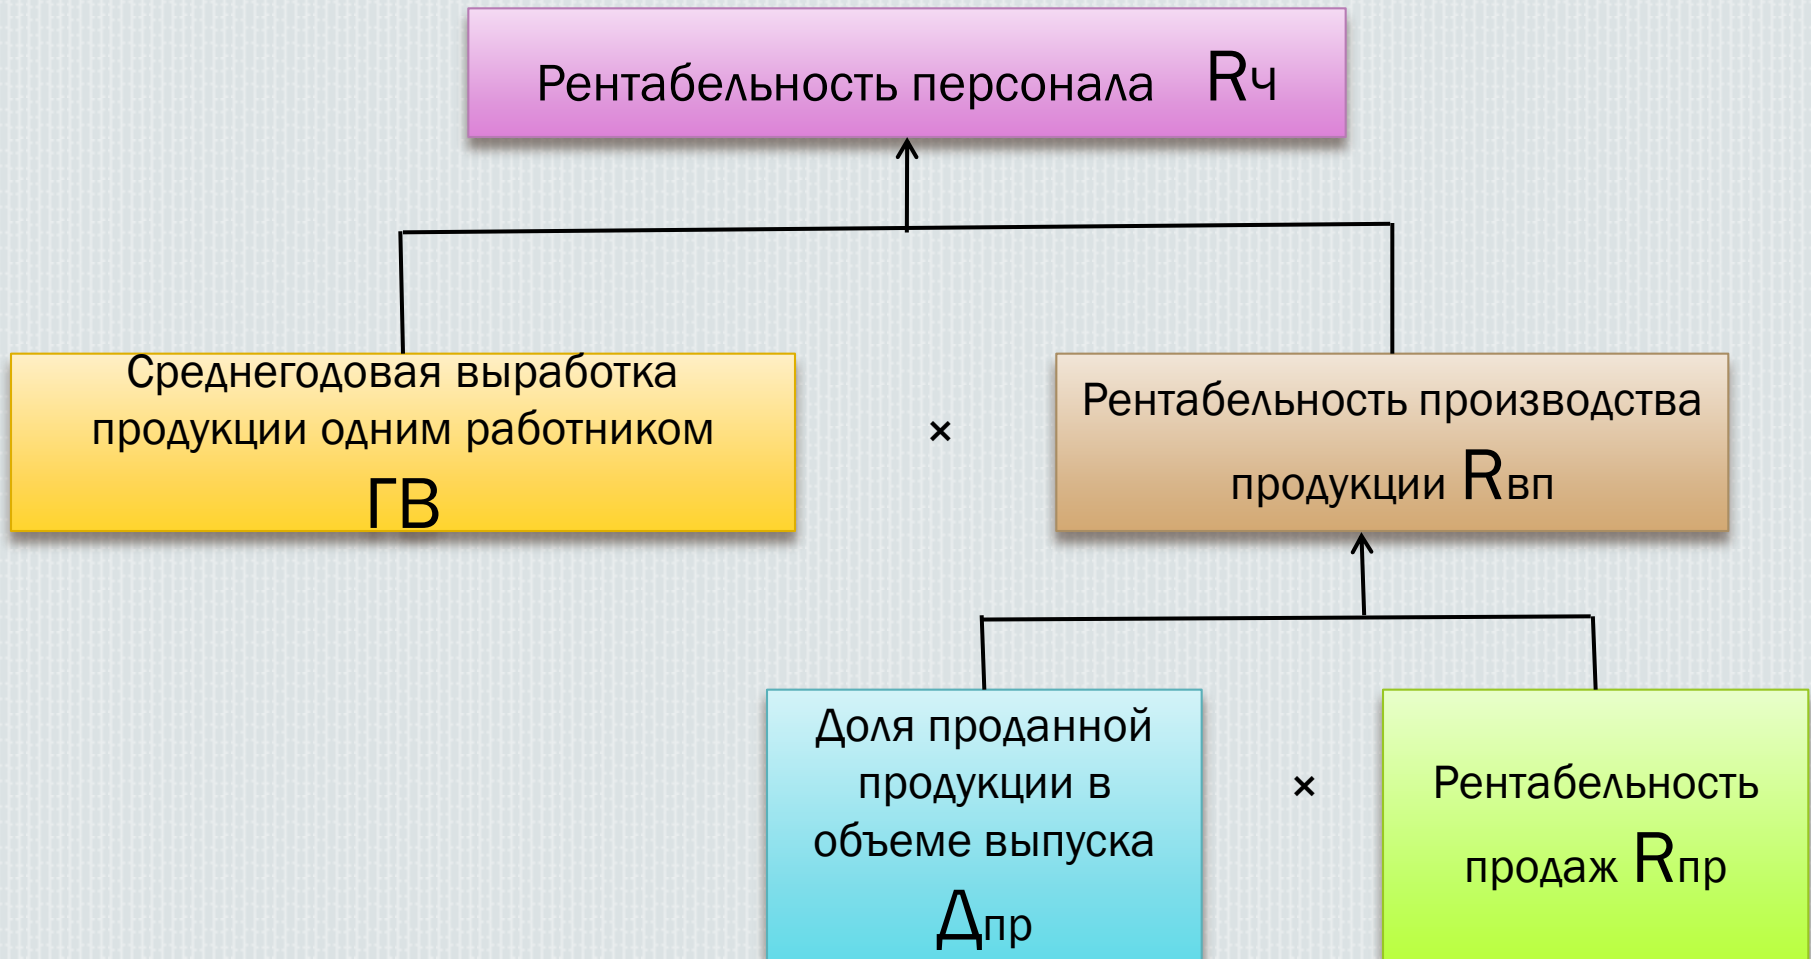 Рентабельность персонала Rч
Среднегодовая выработка
продукции одним работником
ГВ
×
Рентабельность производства
продукции Rвп
Доля проданной
продукции в
объеме выпуска
Дпр
×
Рентабельность
продаж Rпр